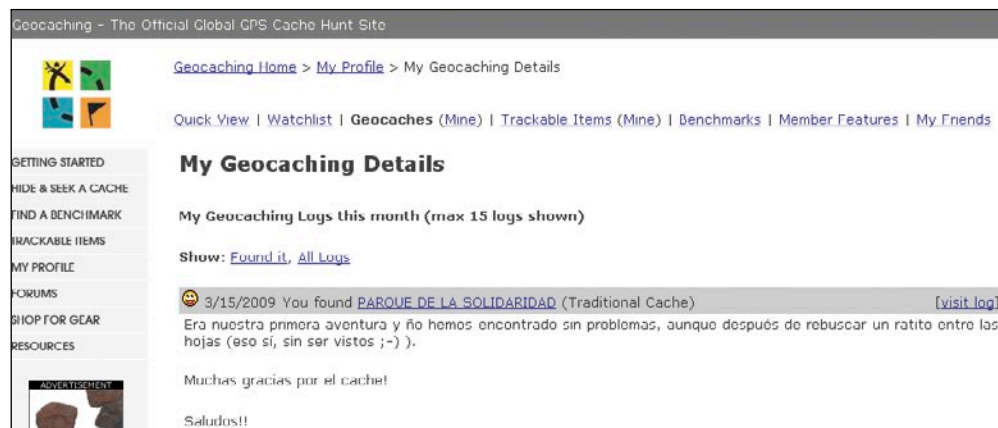 Geocaching - The Official Global GPS Cache Hunt Site
Geocaching Home > My Profile > My Geocaching Details
Quick View | Watchlist | Geocaches (Mine) | Trackable Items (Mine) | Benchmarks | Member Features | My Friends
GETTING STARTED
HIDE & SEEK A CACHE
FIND A BENCHMARK
TRACKABLE ITEMS
MY PROFILE
FORUMS
SHOP FOR GEAR
RESOURCES
ADVERTISEMENT
My Geocaching Details
My Geocaching Logs this month (max 15 logs shown)
Show: Found it, All Logs
3/15/2009 You found PARQUE DE LA SOLIDARIDAD (Traditional Cache) [visit log]
Era nuestra primera aventura y ño hemos encontrado sin problemas, aunque después de rebuscar un ratito entre las
hojas (eso sí, sin ser vistos ;-) ).
Muchas gracias por el cache!
Saludos!!